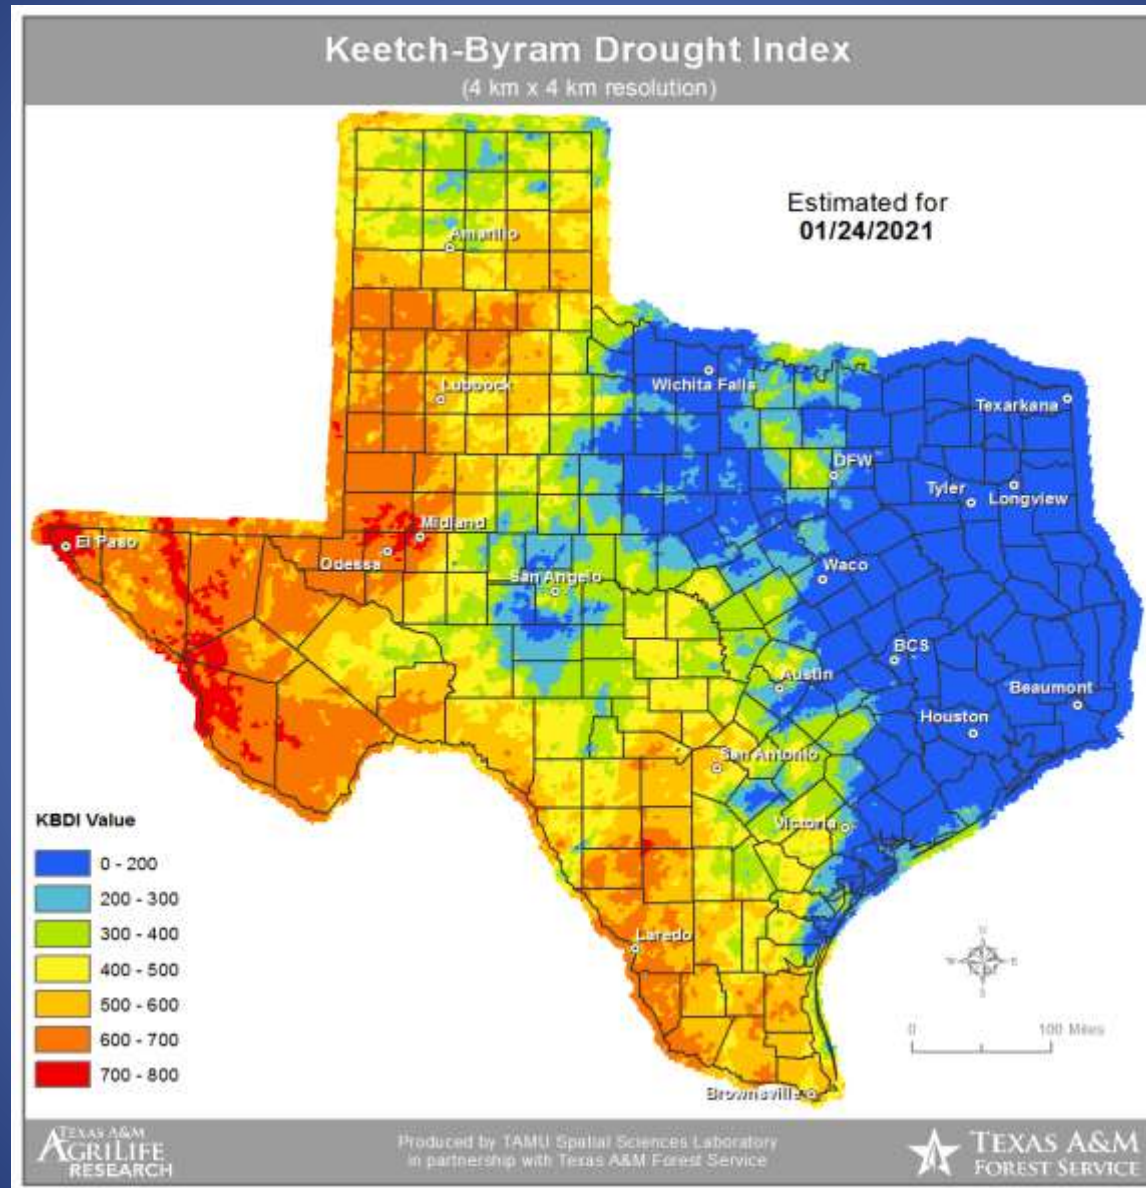 Keetch-Byram Drought Index
(4 km x 4 km resolution)
Estimated for
01/24/2021
Amarillo
Lubbock
Wichita Falls
Texarkana
DFW
Tyler
Longview
Midland
El Paso
Odessa
San Angelo
Waco
BCS
Austin
Beaumont
Houston
San Antonio
Victoria
Laredo
Brownsville
KBDI Value
0 - 200
200 - 300
300 - 400
400 - 500
500 - 600
600 - 700
700 - 800
N
W
E
S
0 100 Miles
TEXAS A&M
AGRILIFE
RESEARCH
Produced by TAMU Spatial Sciences Laboratory
in partnership with Texas A&M Forest Service
TEXAS A&M
FOREST SERVICE